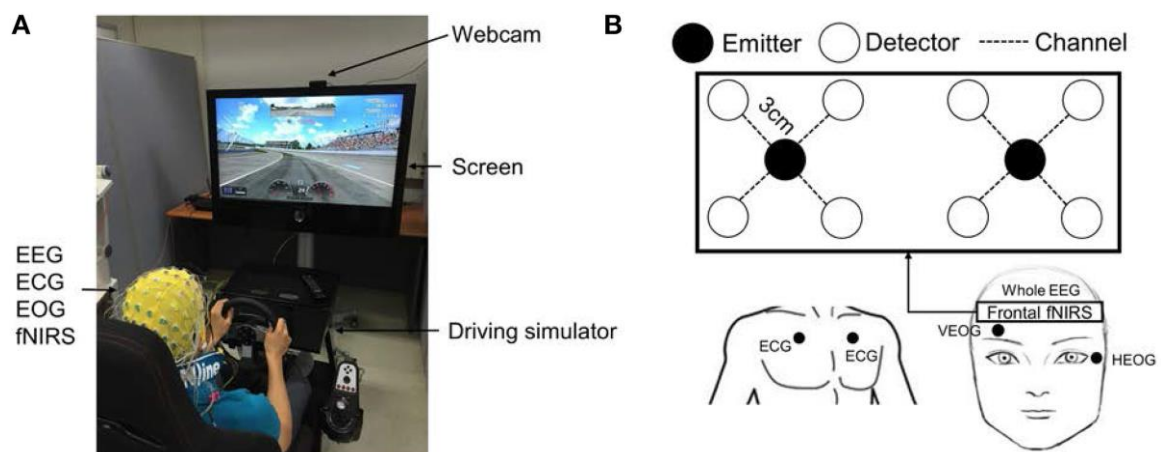 A
Webcam
Screen
EEG
ECG
EOG
fNIRS
Driving simulator
B
Emitter
Detector
Channel
3cm
Whole EEG
Frontal fNIRS
VEOG
HEOG
ECG
ECG